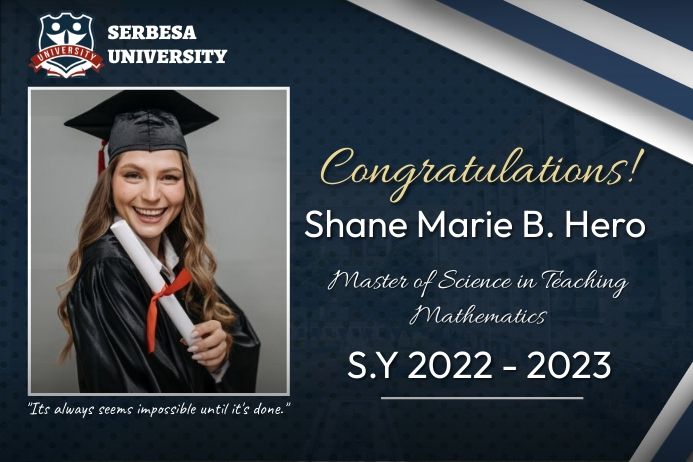 SERBESA
UNIVERSITY
UNIVERSITY
Congratulations!
Shane Marie B. Hero
Master of Science in Teaching
Mathematics
S.Y 2022 - 2023
"Its always seems impossible until it's done."